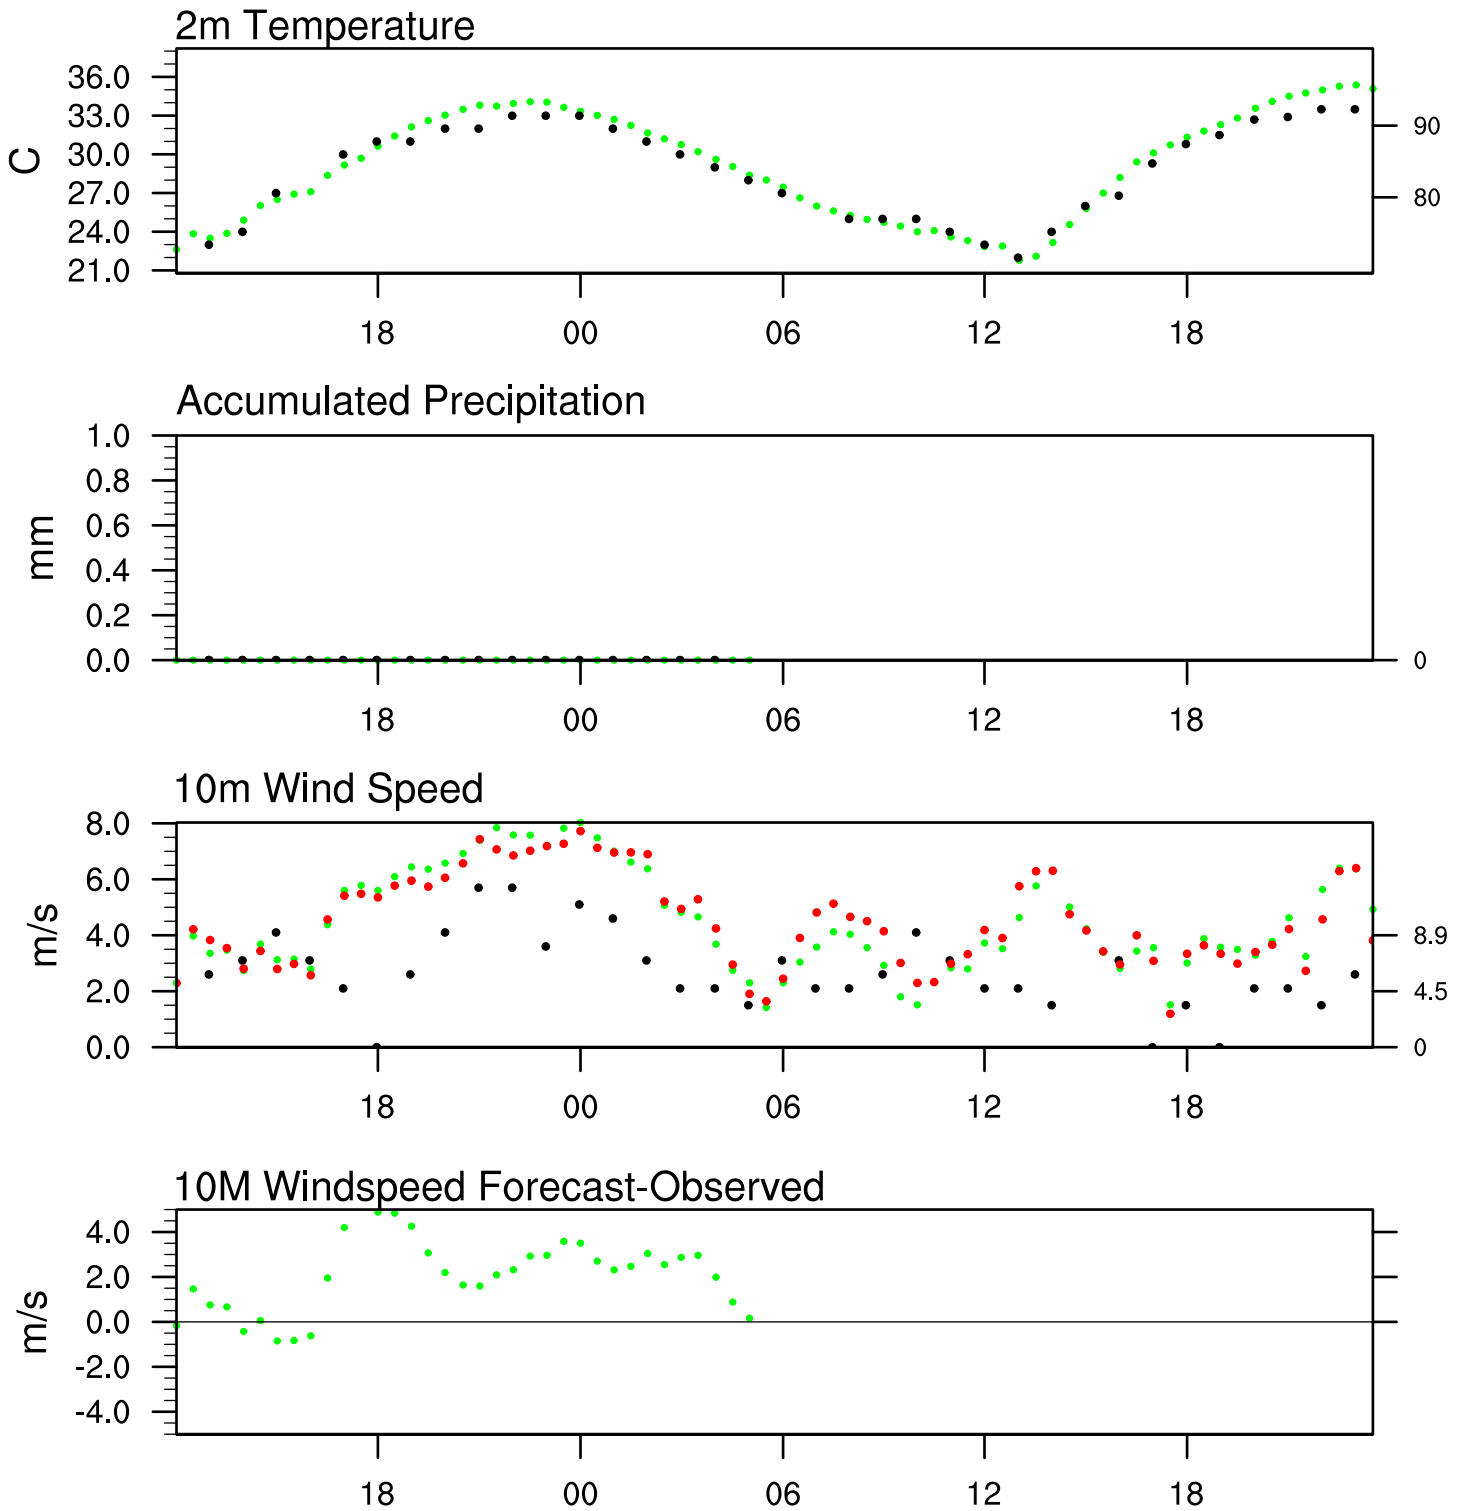 2m Temperature
36.0
33.0
30.0
27.0
24.0
21.0
C
90
80
18 00 06 12 18
Accumulated Precipitation
1.0
0.8
0.6
0.4
0.2
0.0
mm
0
18 00 06 12 18
10m Wind Speed
8.0
6.0
4.0
2.0
0.0
m/s
8.9
4.5
0
18 00 06 12 18
10M Windspeed Forecast-Observed
4.0
2.0
0.0
-2.0
-4.0
m/s
18 00 06 12 18